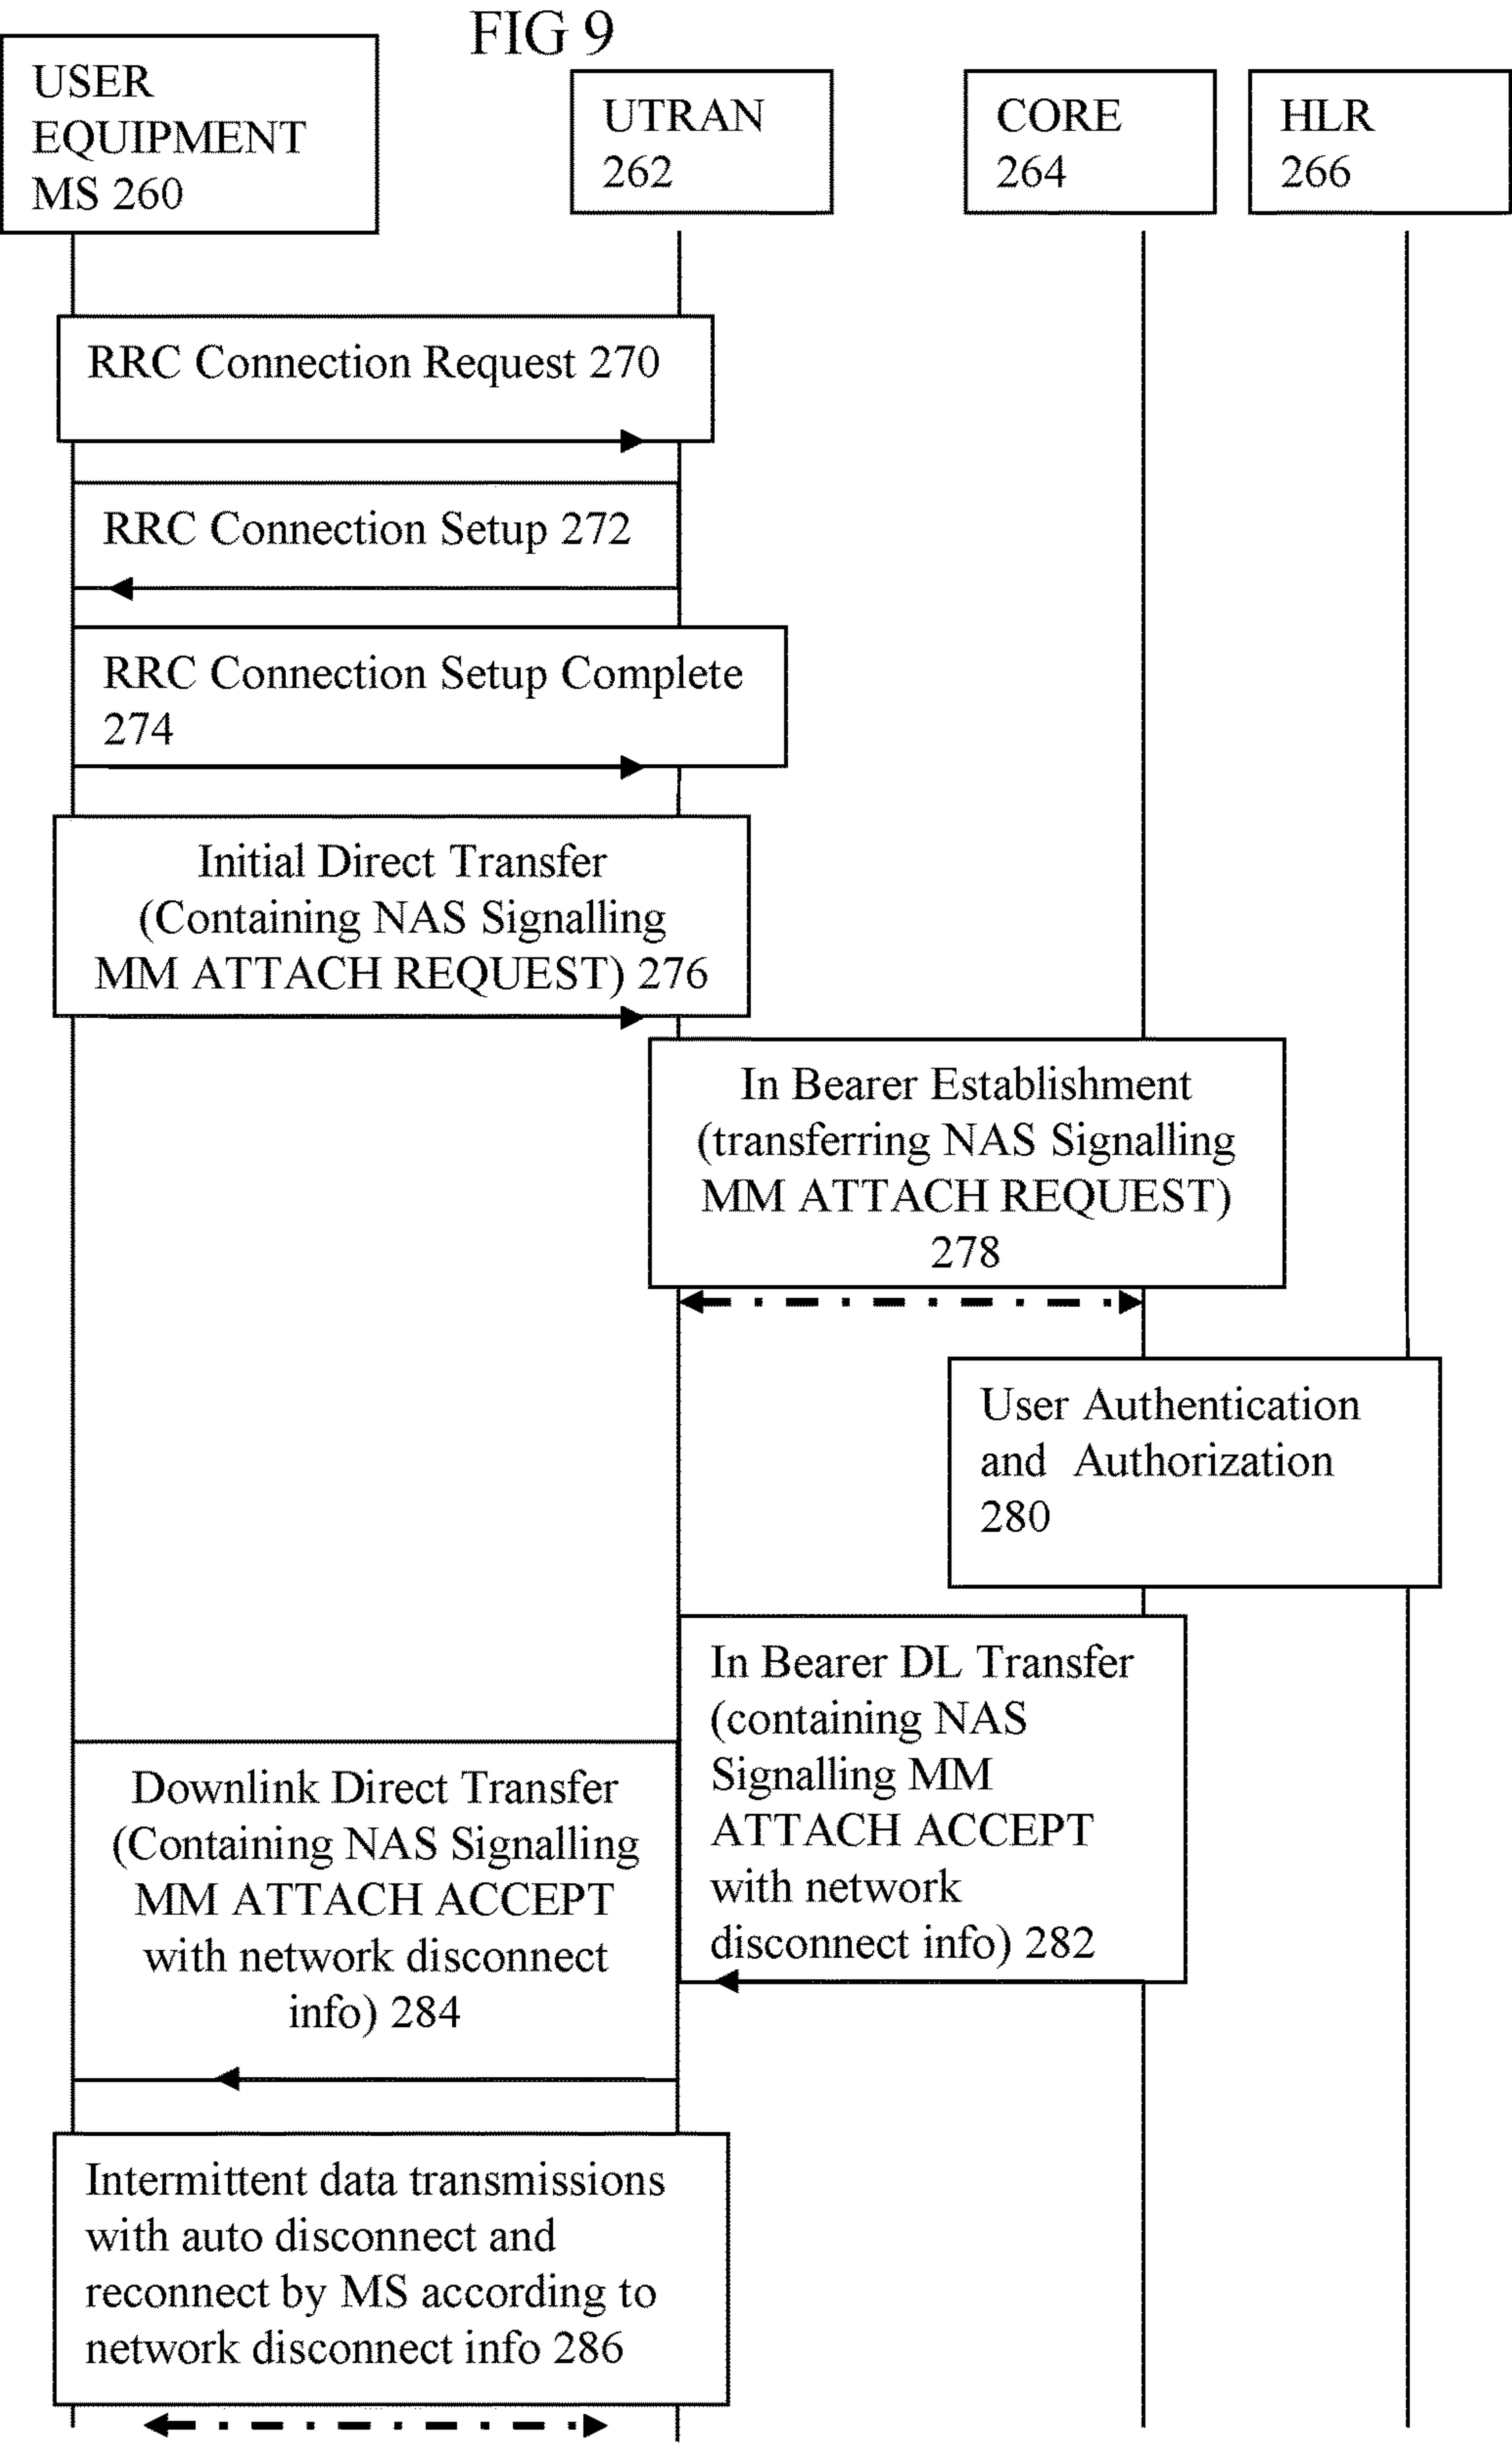 FIG 9
USER
EQUIPMENT
MS 260
UTRAN
262
CORE
264
HLR
266
RRC Connection Request 270
RRC Connection Setup 272
RRC Connection Setup Complete
274
Initial Direct Transfer
(Containing NAS Signalling
MM ATTACH REQUEST) 276
In Bearer Establishment
(transferring NAS Signalling
MM ATTACH REQUEST)
278
User Authentication
and Authorization
280
In Bearer DL Transfer
(containing NAS
Signalling MM
ATTACH ACCEPT
with network
disconnect info) 282
Downlink Direct Transfer
(Containing NAS Signalling
MM ATTACH ACCEPT
with network disconnect
info) 284
Intermittent data transmissions
with auto disconnect and
reconnect by MS according to
network disconnect info 286